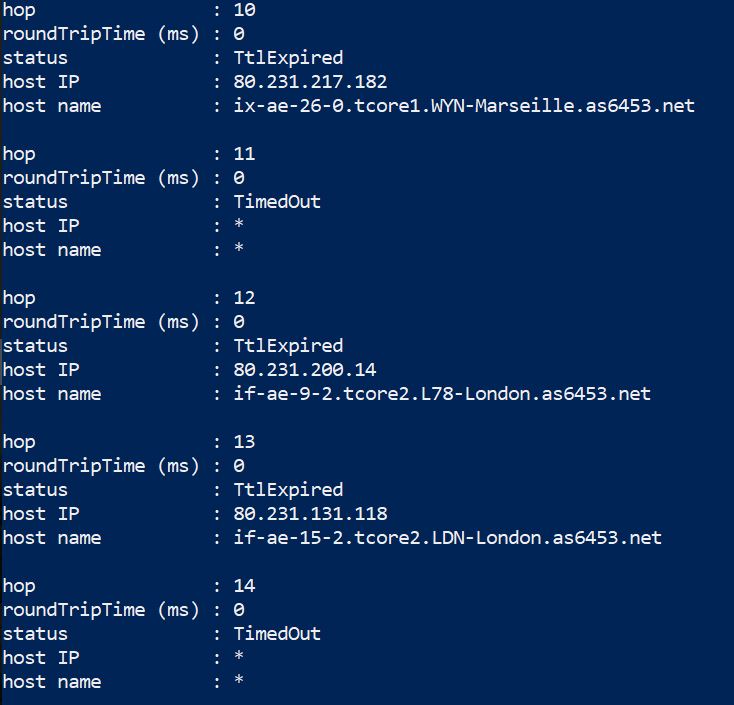 hop : 10
roundTripTime (ms) : 0
status : TtlExpired
host IP : 80.231.217.182
host name : ix-ae-26-0.tcore1.WYN-Marseille.as6453.net
hop : 11
roundTripTime (ms) : 0
status : TimedOut
host IP : *
host name : *
hop : 12
roundTripTime (ms) : 0
status : TtlExpired
host IP : 80.231.200.14
host name : if-ae-9-2.tcore2.L78-London.as6453.net
hop : 13
roundTripTime (ms) : 0
status : TtlExpired
host IP : 80.231.131.118
host name : if-ae-15-2.tcore2.LDN-London.as6453.net
hop : 14
roundTripTime (ms) : 0
status : TimedOut
host IP : *
host name : *